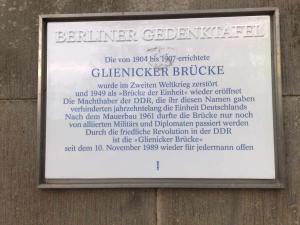 BERLINER GEDENKTAFEL
Die von 1904 bis 1907 errichtete
GLIENICKER BRÜCKE
wurde im Zweiten Weltkrieg zerstört
und 1949 als »Brücke der Einheit« wieder eröffnet
Die Machthaber der DDR, die ihr diesen Namen gaben
verhinderten jahrzehntelang die Einheit Deutschlands
Nach dem Mauerbau 1961 durfte die Brücke nur noch
von alliierten Militärs und Diplomaten passiert werden
Durch die friedliche Revolution in der DDR
ist die »Glienicker Brücke«
seit dem 10. November 1989 wieder für jedermann offen